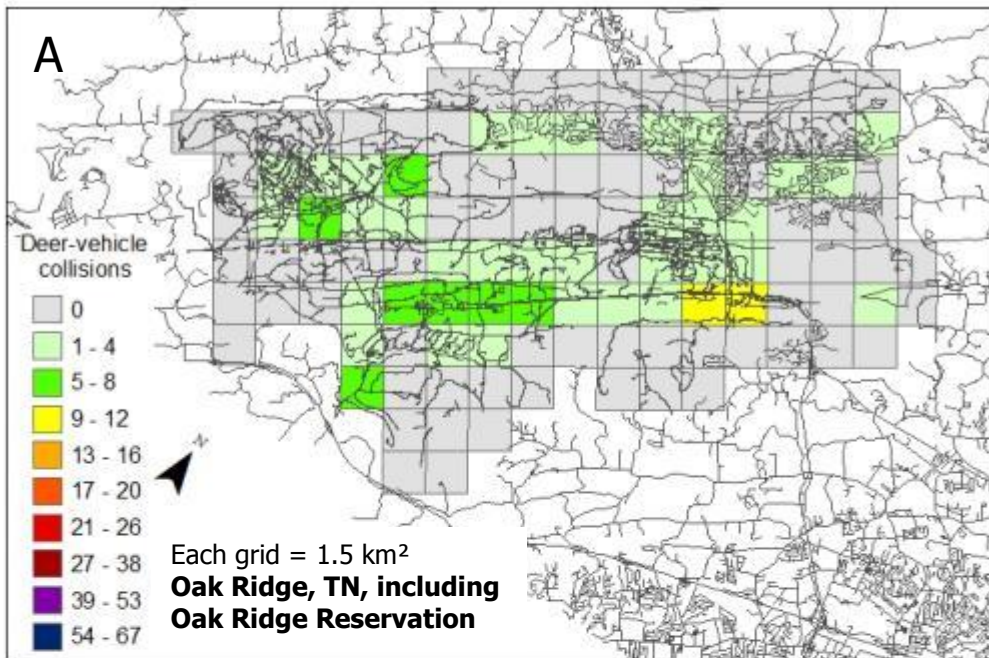 A
Deer-vehicle
collisions
0
1 - 4
5 - 8
9 - 12
13 - 16
17 - 20
21 - 26
27 - 38
39 - 53
54 - 67
N
Each grid = 1.5 km²
Oak Ridge, TN, including
Oak Ridge Reservation